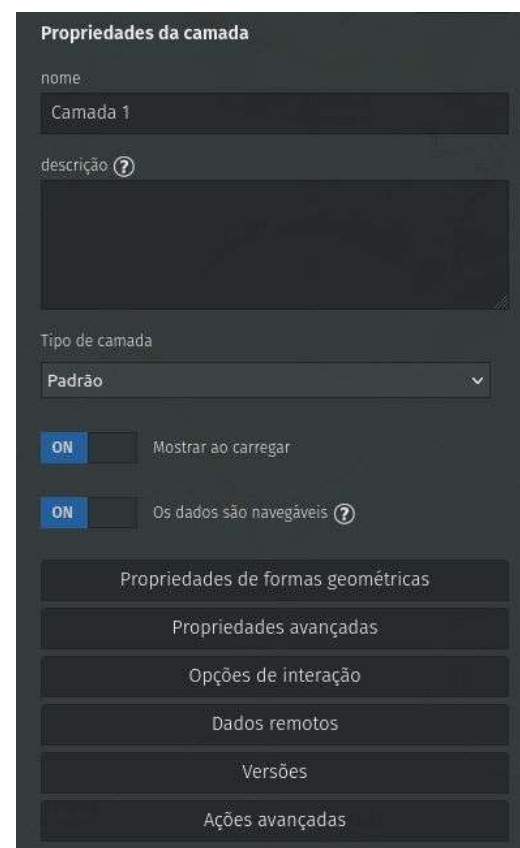 Propriedades da camada
nome
Camada 1
descrição ?
Tipo de camada
Padrão
ON Mostrar ao carregar
ON Os dados são navegáveis ?
Propriedades de formas geométricas
Propriedades avançadas
Opções de interação
Dados remotos
Versões
Ações avançadas